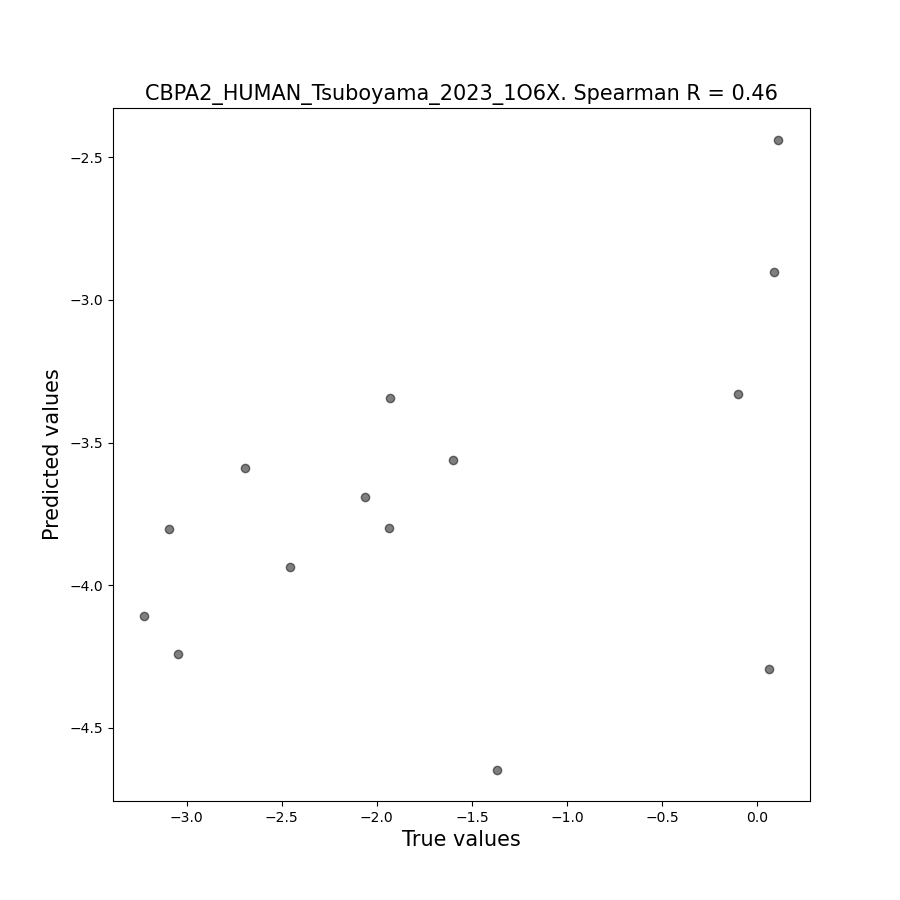 CBPA2_HUMAN_Tsuboyama_2023_1O6X. Spearman R = 0.46
Predicted values
−2.5
−3.0
−3.5
−4.0
−4.5
−3.0 −2.5 −2.0 −1.5 −1.0 −0.5 0.0
True values